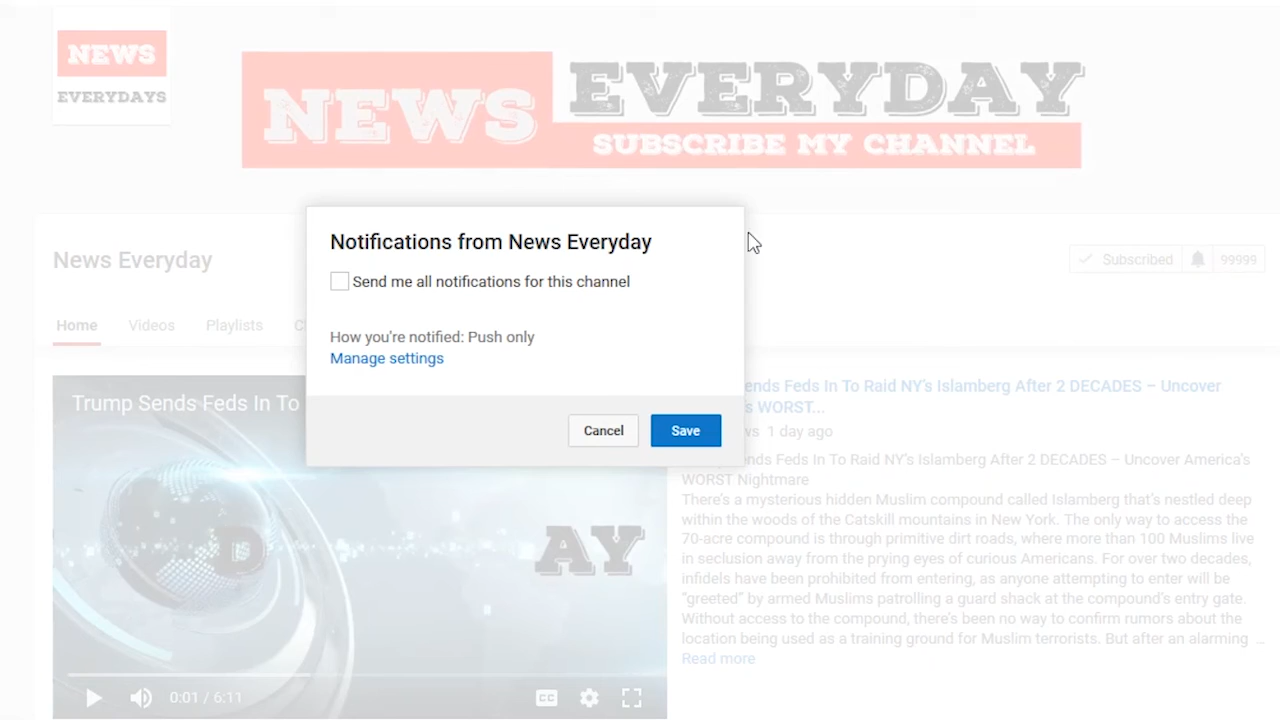 NEWS
EVERYDAYS
NEWS EVERYDAY
SUBSCRIBE MY CHANNEL
Notifications from News Everyday
Send me all notifications for this channel
How you're notified: Push only
Manage settings
Cancel Save
News Everyday
Subscribed 99999
Home Videos Playlists C
Trump Sends Feds In To
D AY
0:01 / 6:11
CC
ends Feds In To Raid NY's Islamberg After 2 DECADES – Uncover
's WORST...
ws 1 day ago
ends Feds In To Raid NY's Islamberg After 2 DECADES – Uncover America's
WORST Nightmare
There's a mysterious hidden Muslim compound called Islamberg that's nestled deep
within the woods of the Catskill mountains in New York. The only way to access the
70-acre compound is through primitive dirt roads, where more than 100 Muslims live
in seclusion away from the prying eyes of curious Americans. For over two decades,
infidels have been prohibited from entering, as anyone attempting to enter will be
"greeted" by armed Muslims patrolling a guard shack at the compound's entry gate.
Without access to the compound, there's been no way to confirm rumors about the
location being used as a training ground for Muslim terrorists. But after an alarming ...
Read more